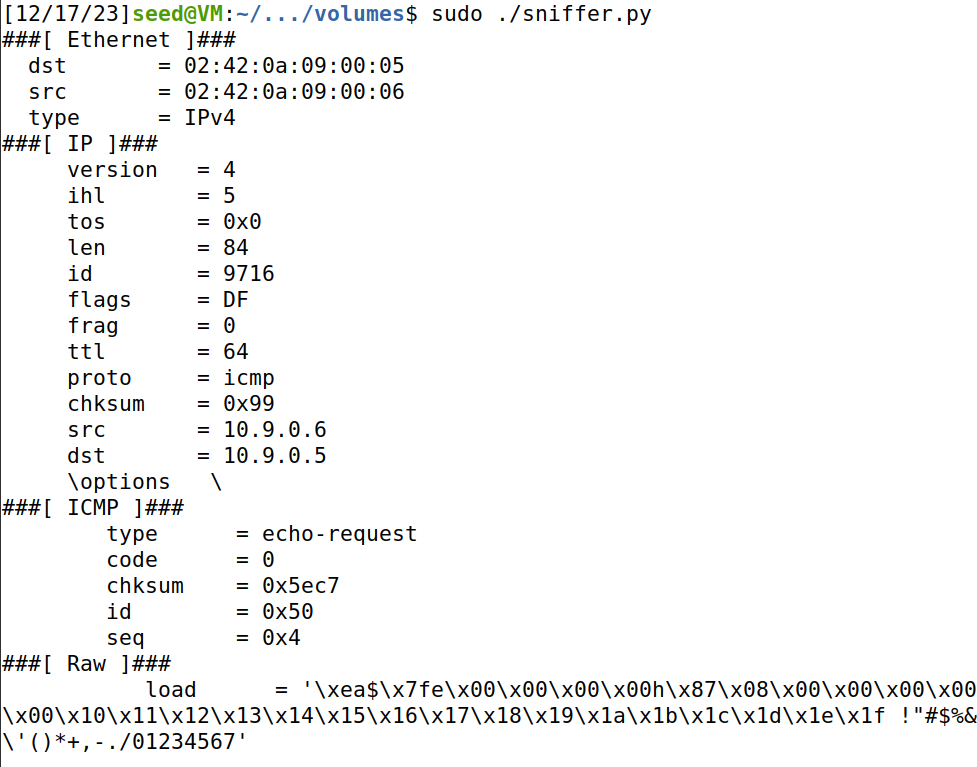 [12/17/23]seed@VM:~/.../volumes$ sudo ./sniffer.py
###[ Ethernet ]###
  dst       = 02:42:0a:09:00:05
  src       = 02:42:0a:09:00:06
  type      = IPv4
###[ IP ]###
     version   = 4
     ihl       = 5
     tos       = 0x0
     len       = 84
     id        = 9716
     flags     = DF
     frag      = 0
     ttl       = 64
     proto     = icmp
     chksum    = 0x99
     src       = 10.9.0.6
     dst       = 10.9.0.5
     \options   \
###[ ICMP ]###
        type      = echo-request
        code      = 0
        chksum    = 0x5ec7
        id        = 0x50
        seq       = 0x4
###[ Raw ]###
           load      = '\xea$\x7fe\x00\x00\x00\x00h\x87\x08\x00\x00\x00\x00
\x00\x10\x11\x12\x13\x14\x15\x16\x17\x18\x19\x1a\x1b\x1c\x1d\x1e\x1f !"#$%&
\'()*+,-./01234567'